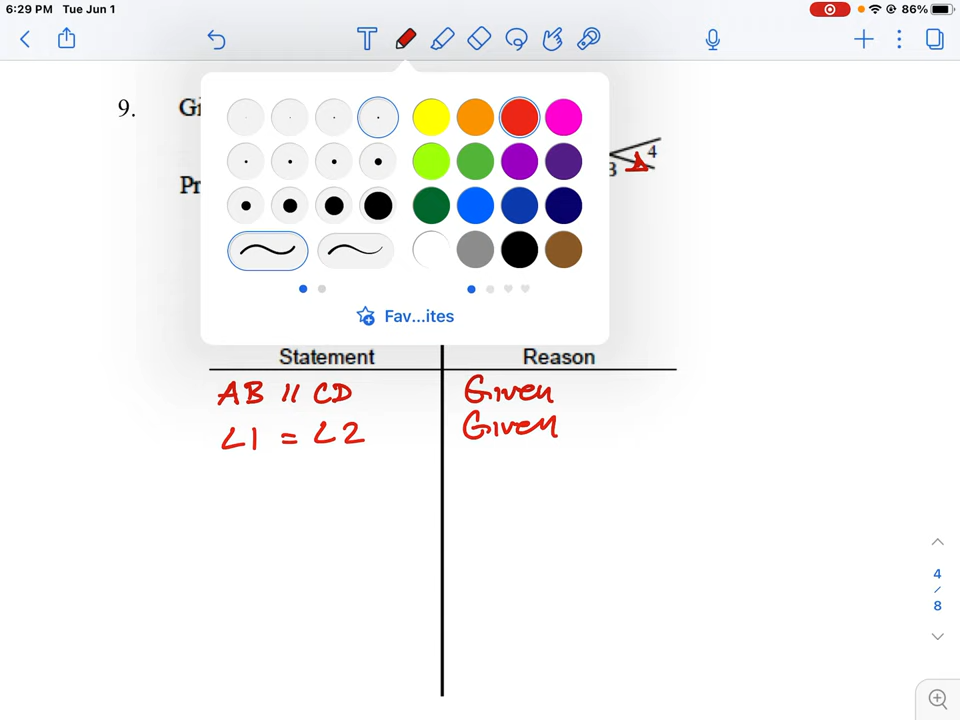 6:29 PM Tue Jun 1
86%
T
9. Gi
4
3
Pr
Fav...ites
Statement Reason
AB // CD Given
∠1 = ∠2 Given
4
/
8